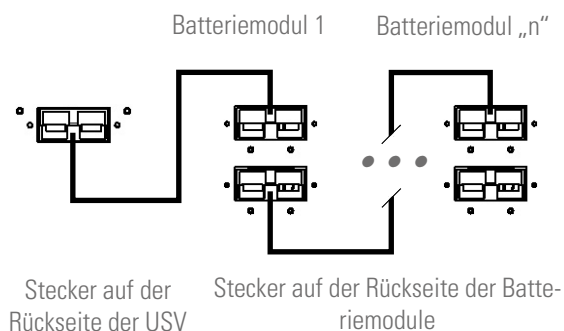 Batteriemodul 1
Batteriemodul „n“
Stecker auf der
Rückseite der USV
Stecker auf der Rückseite der Batte-
riemodule